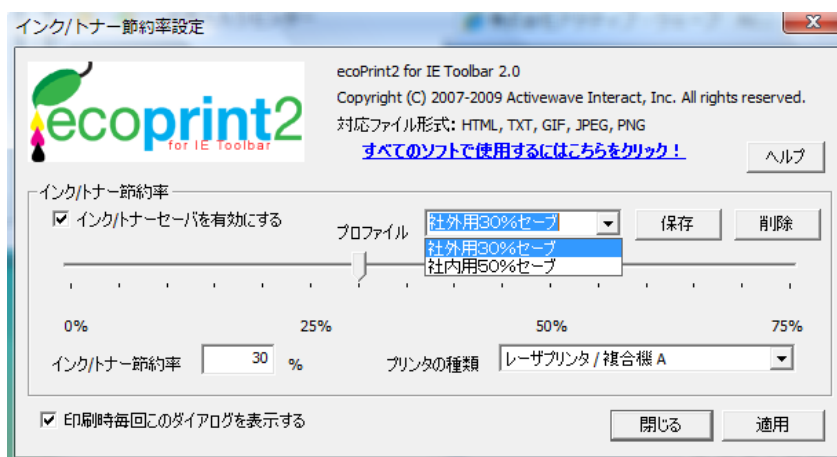 インク/トナー節約率設定
ecoprint2
for IE Toolbar
ecoPrint2 for IE Toolbar 2.0
Copyright (C) 2007-2009 Activewave Interact, Inc. All rights reserved.
対応ファイル形式: HTML, TXT, GIF, JPEG, PNG
すべてのソフトで使用するにはこちらをクリック!
ヘルプ
インク/トナー節約率
インク/トナーセーバを有効にする
プロファイル 社外用30%セーブ 保存 削除
社外用30%セーブ
社内用50%セーブ
0% 25% 50% 75%
インク/トナー節約率 30 % プリンタの種類 レーザプリンタ / 複合機 A
印刷時毎回このダイアログを表示する
閉じる 適用